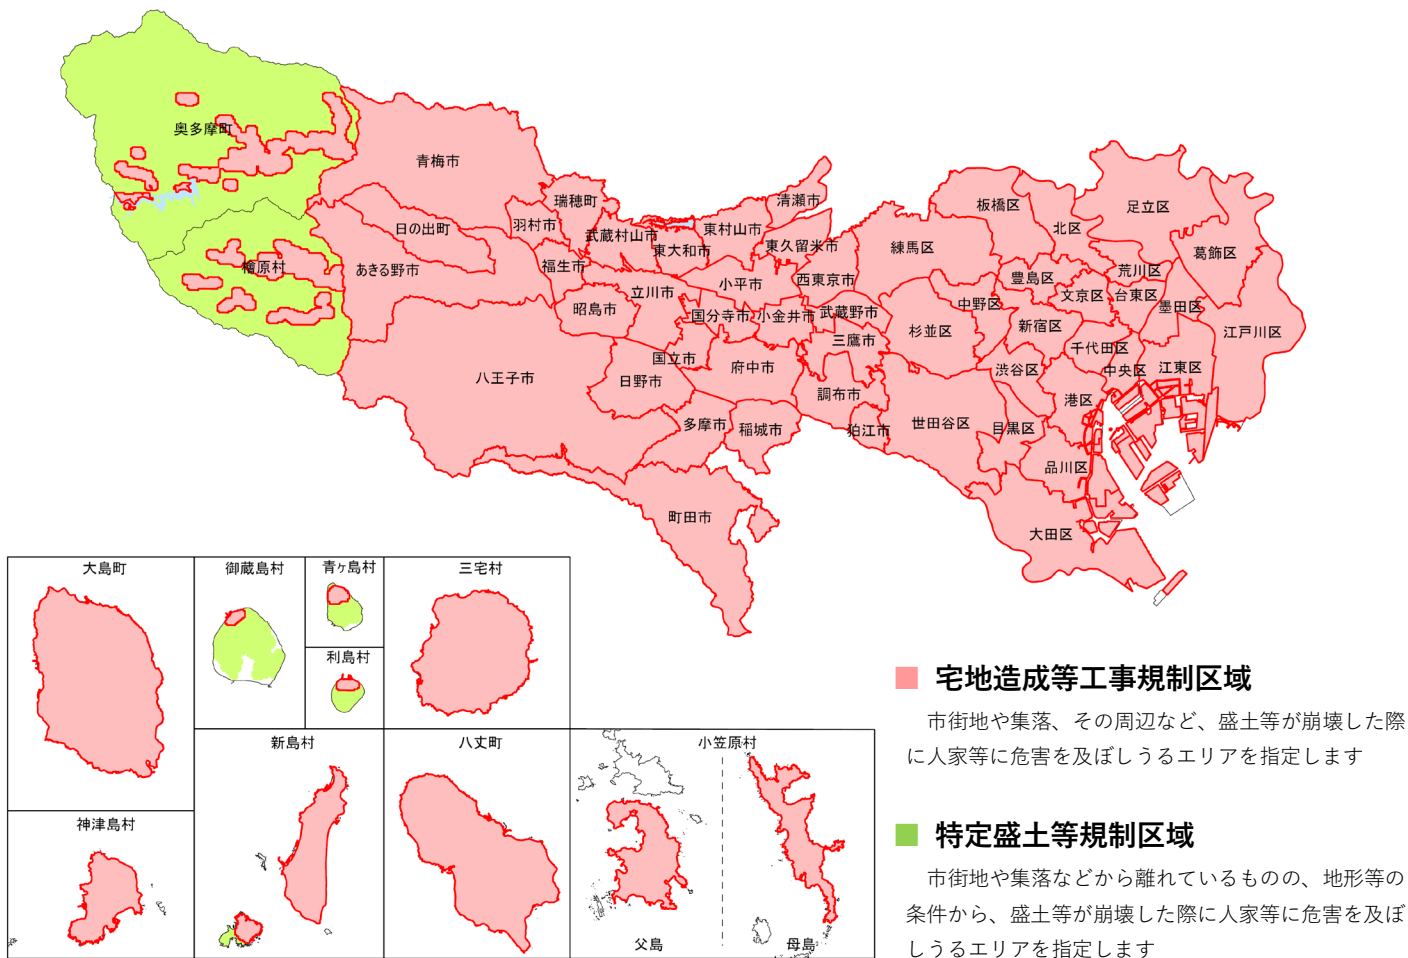 奥多摩町
檜原村
青梅市
日の出町
あきる野市
瑞穂町
羽村市
福生市
武蔵村山市
東大和市
東村山市
清瀬市
東久留米市
西東京市
小平市
立川市
昭島市
国分寺市
小金井市
武蔵野市
三鷹市
国立市
府中市
調布市
八王子市
日野市
多摩市
稲城市
狛江市
町田市
練馬区
板橋区
北区
足立区
葛飾区
荒川区
豊島区
文京区
台東区
墨田区
江戸川区
中野区
杉並区
新宿区
千代田区
中央区
江東区
渋谷区
港区
世田谷区
目黒区
品川区
大田区
大島町
御蔵島村
青ヶ島村
三宅村
利島村
新島村
八丈町
小笠原村
神津島村
父島
母島
宅地造成等工事規制区域
市街地や集落、その周辺など、盛土等が崩壊した際
に人家等に危害を及ぼしうるエリアを指定します
特定盛土等規制区域
市街地や集落などから離れているものの、地形等の
条件から、盛土等が崩壊した際に人家等に危害を及ぼ
しうるエリアを指定します